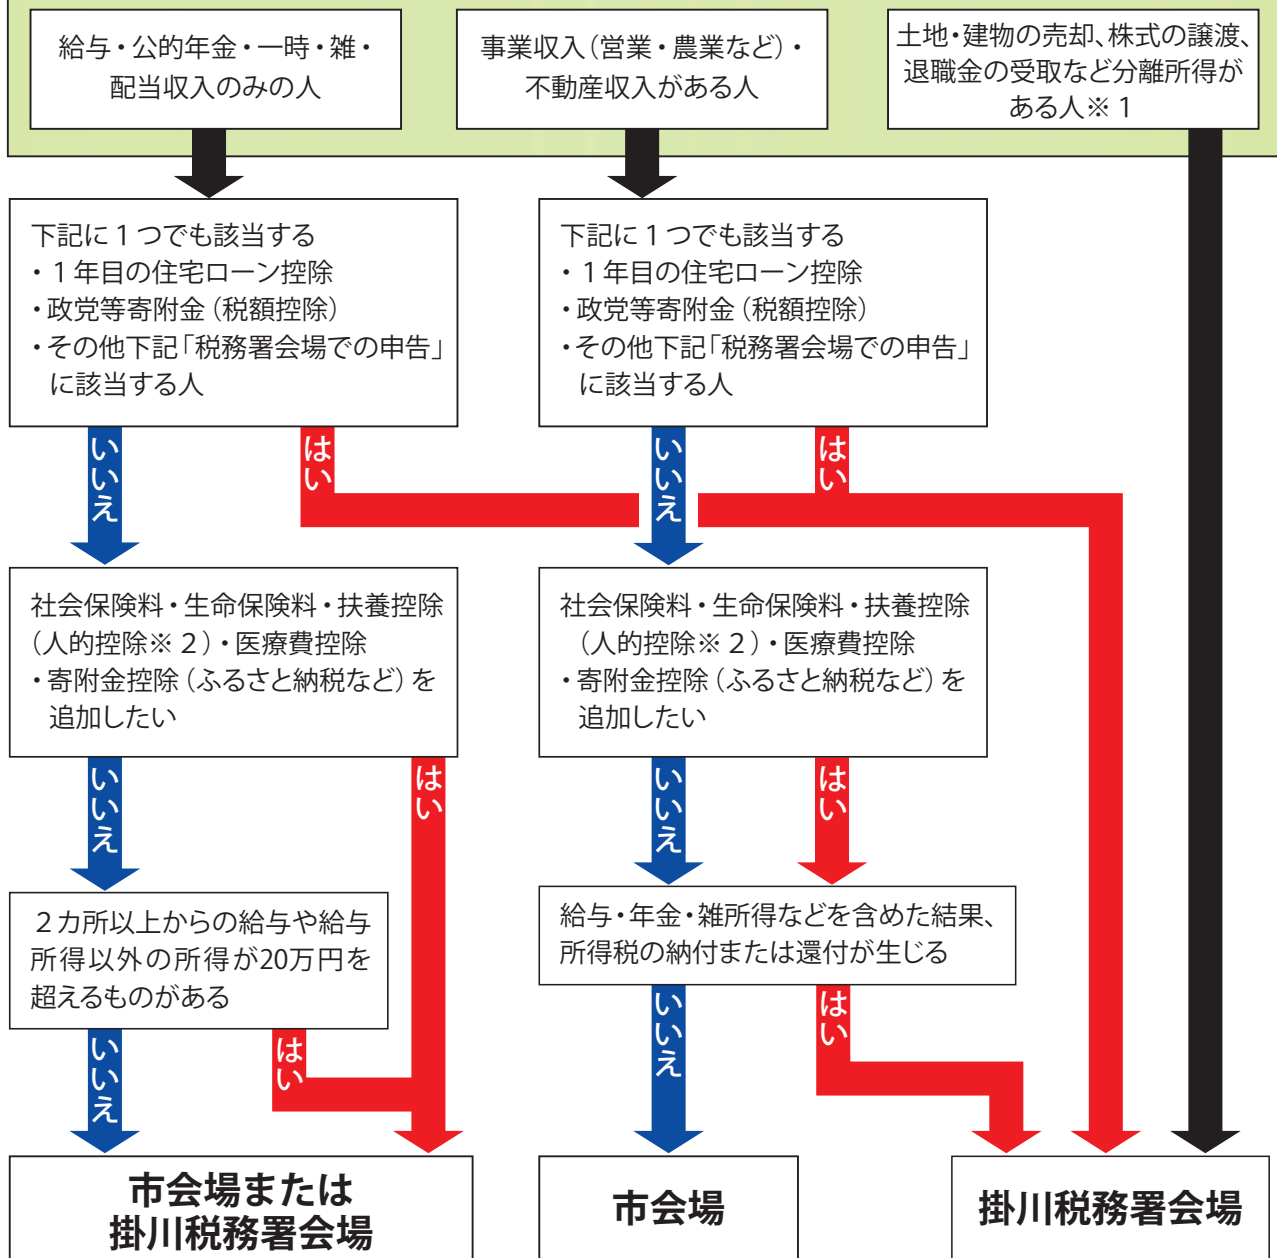 給与・公的年金・一時・雑・
配当収入のみの人
事業収入（営業・農業など）・
不動産収入がある人
土地・建物の売却、株式の譲渡、
退職金の受取など分離所得が
ある人※１
下記に１つでも該当する
・１年目の住宅ローン控除
・政党等寄附金（税額控除）
・その他下記「税務署会場での申告」
に該当する人
下記に１つでも該当する
・１年目の住宅ローン控除
・政党等寄附金（税額控除）
・その他下記「税務署会場での申告」
に該当する人
いいえ
はい
いいえ
はい
社会保険料・生命保険料・扶養控除
（人的控除※２）・医療費控除
・寄附金控除（ふるさと納税など）を
追加したい
社会保険料・生命保険料・扶養控除
（人的控除※２）・医療費控除
・寄附金控除（ふるさと納税など）を
追加したい
いいえ
はい
いいえ
はい
２カ所以上からの給与や給与
所得以外の所得が20万円を
超えるものがある
給与・年金・雑所得などを含めた結果、
所得税の納付または還付が生じる
いいえ
はい
いいえ
はい
市会場または
掛川税務署会場
市会場
掛川税務署会場